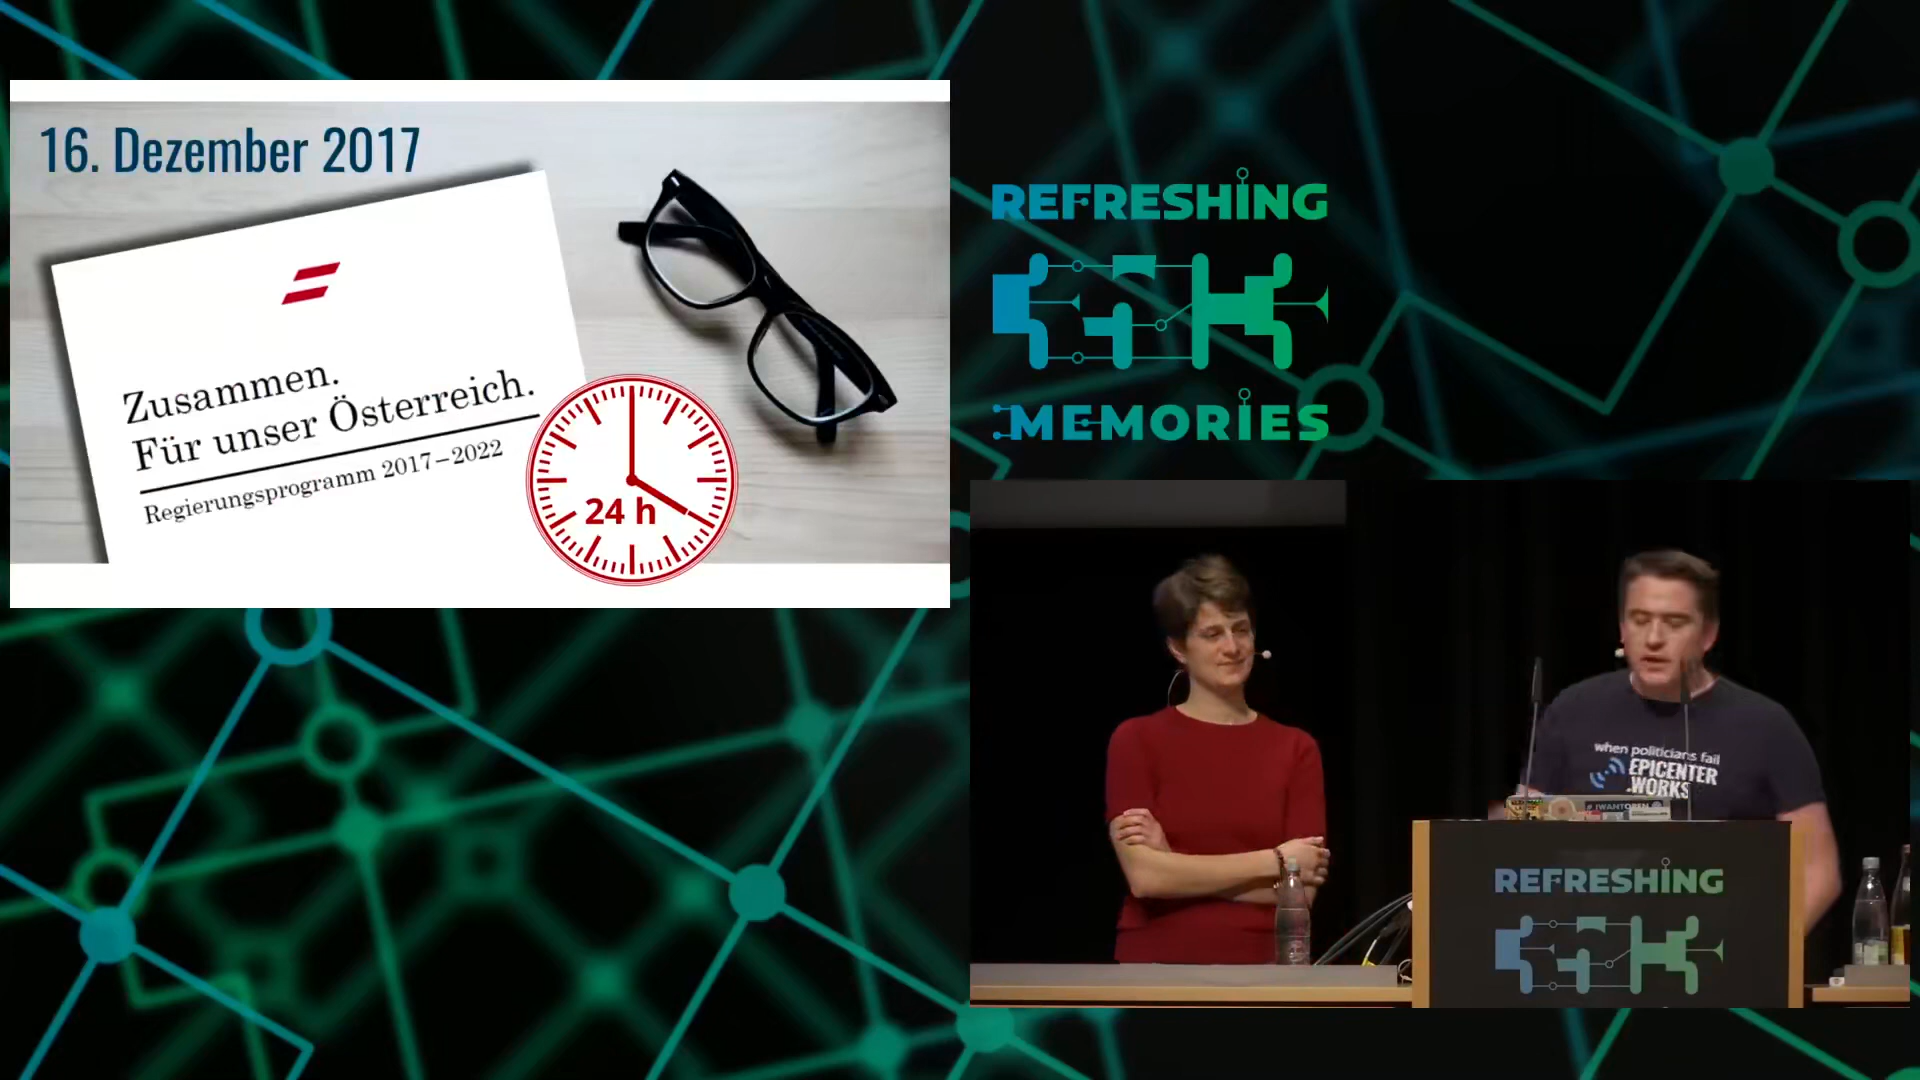 16. Dezember 2017
Zusammen.
Für unser Österreich.
Regierungsprogramm 2017–2022
24 h
REFRESHING
MEMORIES
when politicians fail
EPICENTER
.WORKS
# IWANTOPEN
REFRESHING